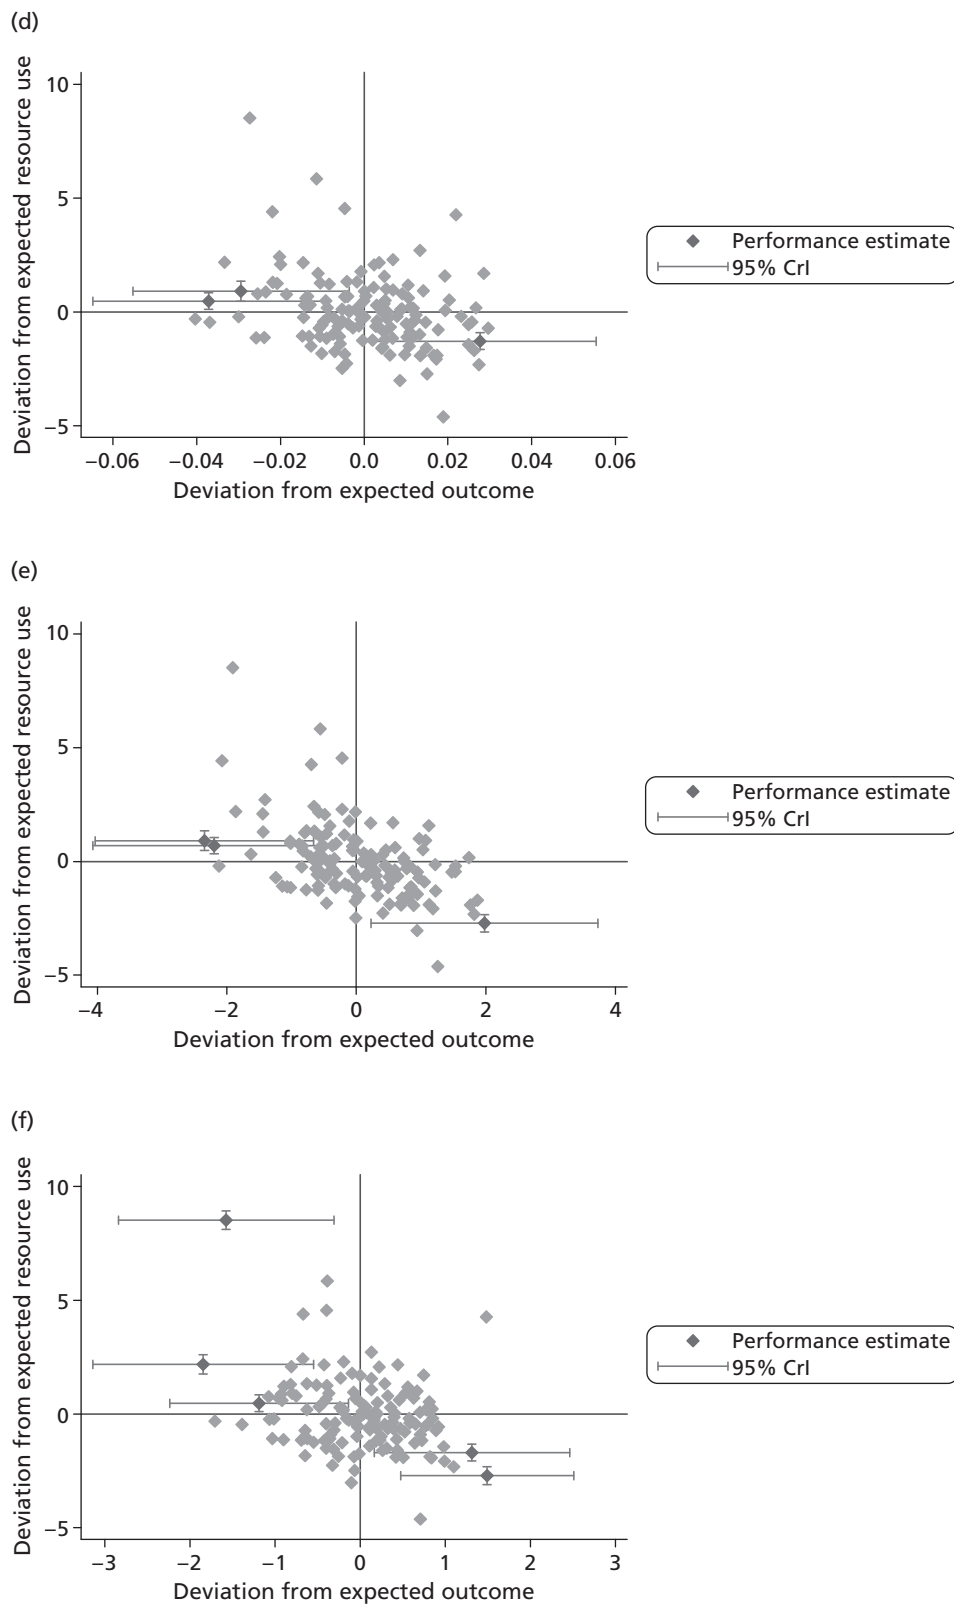 (d)
Deviation from expected resource use
10
5
0
−5
−0.06 −0.04 −0.02 0.0 0.02 0.04 0.06
Deviation from expected outcome
Performance estimate
95% CrI
(e)
Deviation from expected resource use
10
5
0
−5
−4 −2 0 2 4
Deviation from expected outcome
Performance estimate
95% CrI
(f)
Deviation from expected resource use
10
5
0
−5
−3 −2 −1 0 1 2 3
Deviation from expected outcome
Performance estimate
95% CrI